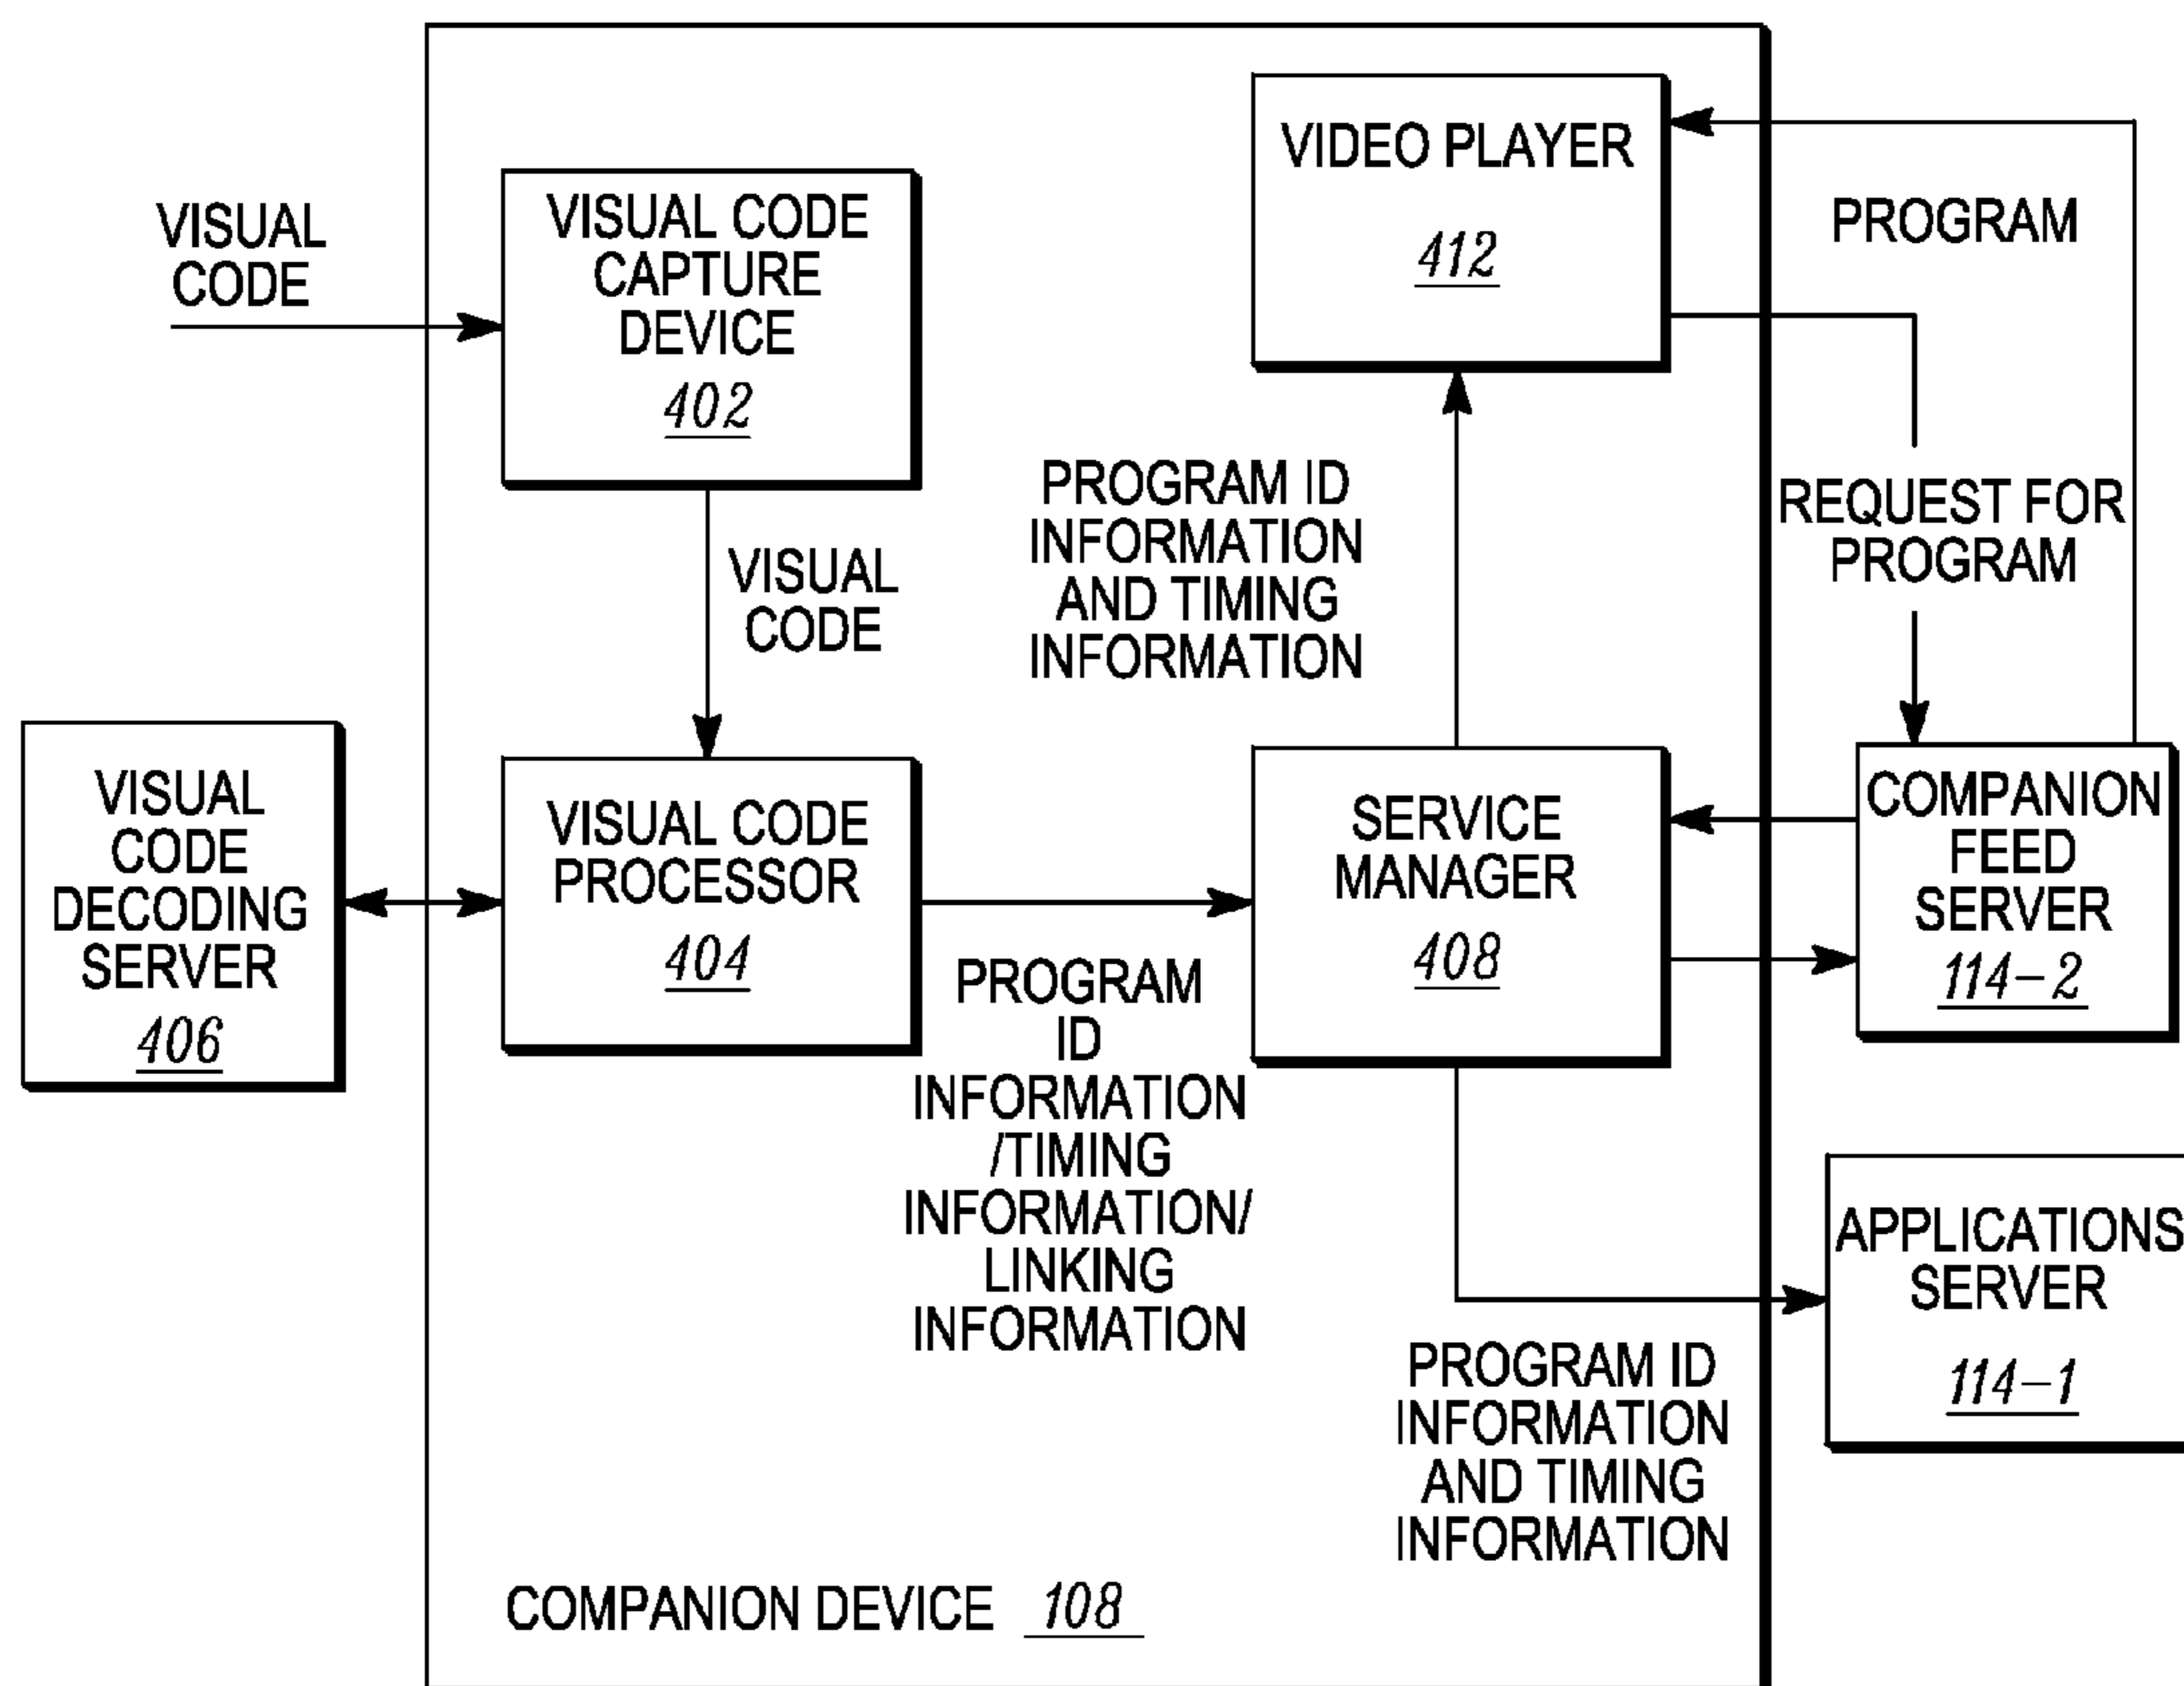 VISUAL
CODE
VISUAL CODE
CAPTURE
DEVICE
402
VIDEO PLAYER
412
PROGRAM
VISUAL
CODE
PROGRAM ID
INFORMATION
AND TIMING
INFORMATION
REQUEST FOR
PROGRAM
VISUAL
CODE
DECODING
SERVER
406
VISUAL CODE
PROCESSOR
404
PROGRAM
ID
INFORMATION
/TIMING
INFORMATION/
LINKING
INFORMATION
SERVICE
MANAGER
408
COMPANION
FEED
SERVER
114-2
APPLICATIONS
SERVER
114-1
PROGRAM ID
INFORMATION
AND TIMING
INFORMATION
COMPANION DEVICE 108